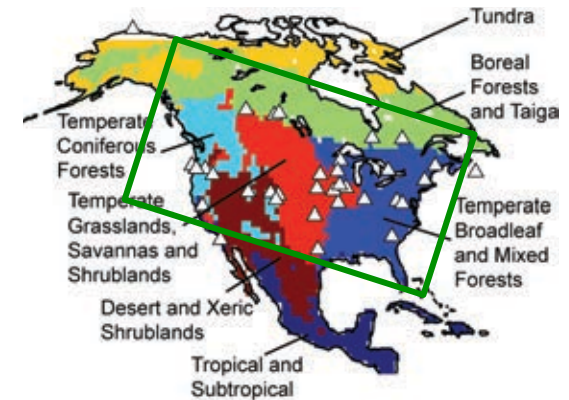 Tundra
Boreal
Forests
and Taiga
Temperate
Coniferous
Forests
Temperate
Grasslands,
Savannas and
Shrublands
Temperate
Broadleaf
and Mixed
Forests
Desert and Xeric
Shrublands
Tropical and
Subtropical